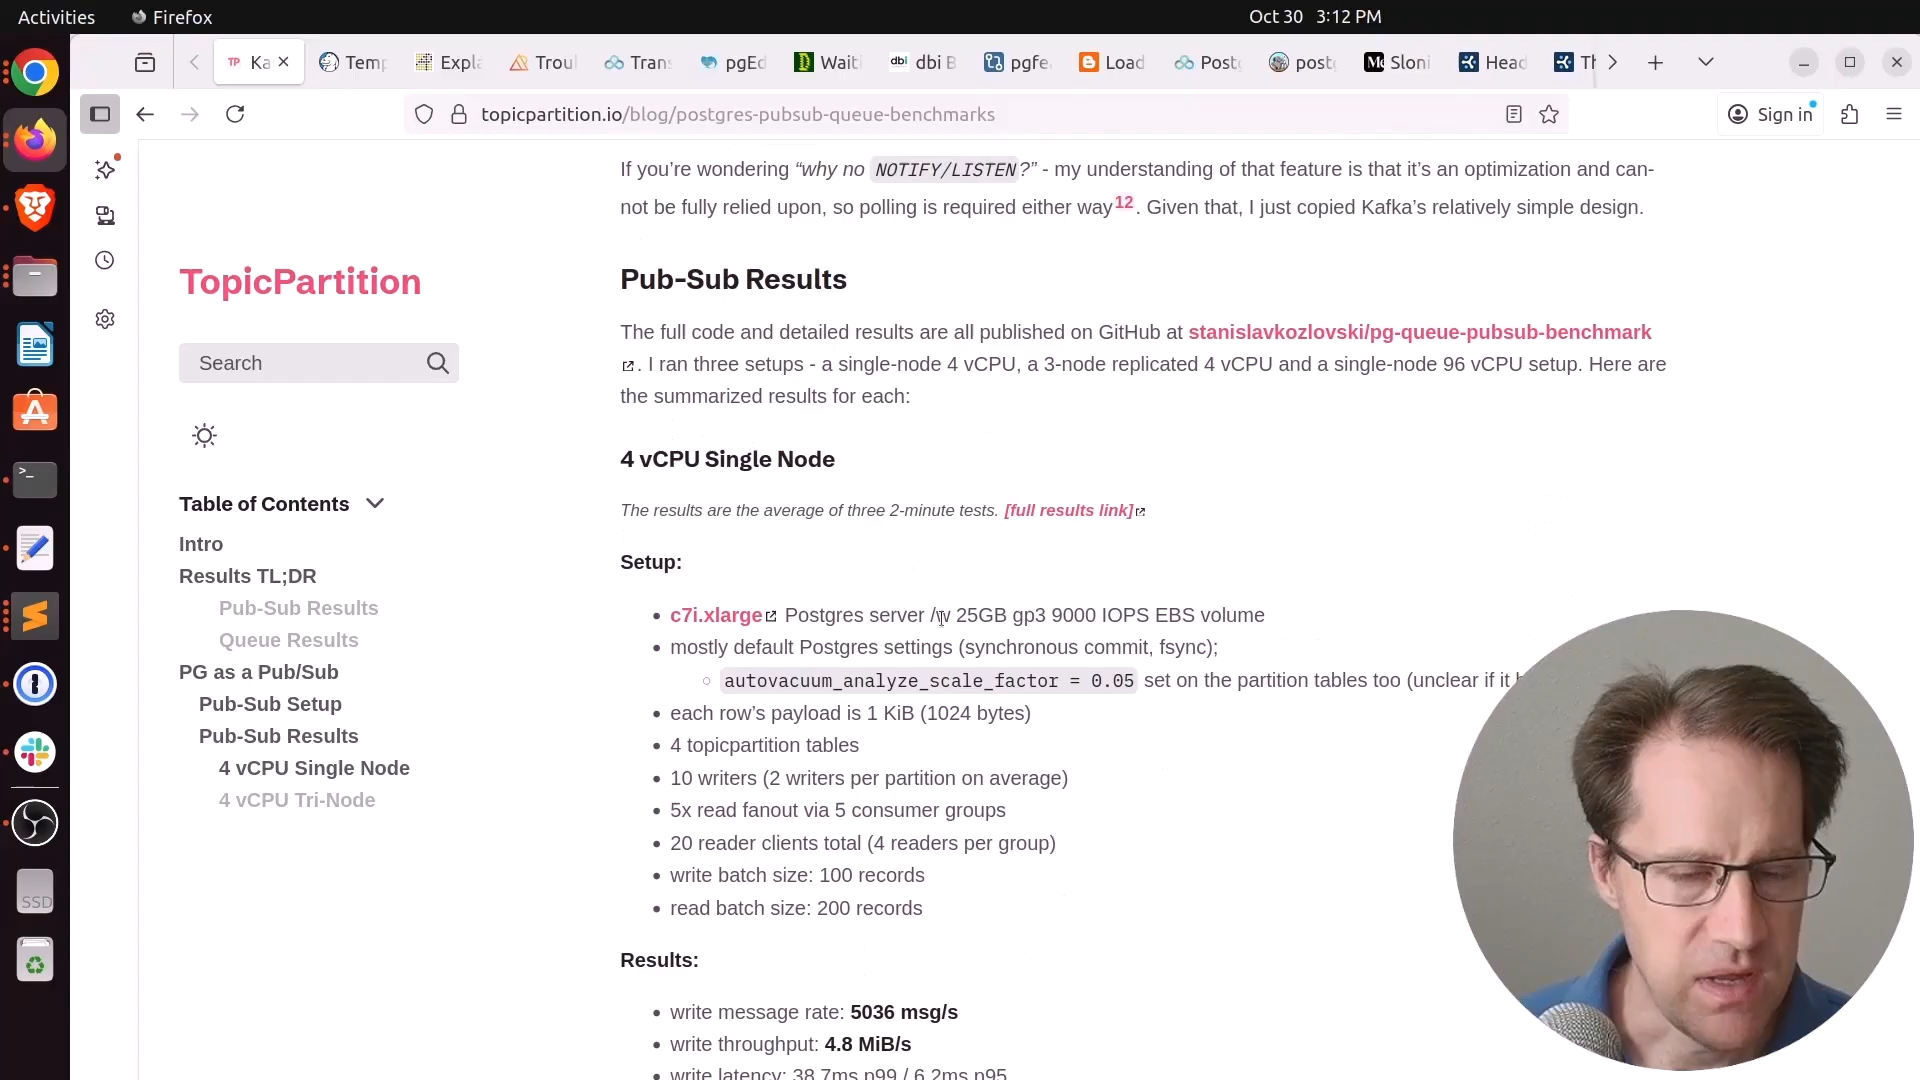 Activities
Firefox
Oct 30 3:12 PM
TP
Ka
Temp
Expla
Troul
Trans
pgEd
Waiti
dbi
dbi B
pgfe
Load
Postg
postg
Me
Sloni
Head
Th
topicpartition.io/blog/postgres-pubsub-queue-benchmarks
Sign in
If you're wondering "why no NOTIFY/LISTEN?" - my understanding of that feature is that it's an optimization and can-
not be fully relied upon, so polling is required either way12. Given that, I just copied Kafka's relatively simple design.
TopicPartition
Search
Table of Contents
Intro
Results TL;DR
Pub-Sub Results
Queue Results
PG as a Pub/Sub
Pub-Sub Setup
Pub-Sub Results
4 vCPU Single Node
4 vCPU Tri-Node
Pub-Sub Results
The full code and detailed results are all published on GitHub at stanislavkozlovski/pg-queue-pubsub-benchmark
. I ran three setups - a single-node 4 vCPU, a 3-node replicated 4 vCPU and a single-node 96 vCPU setup. Here are
the summarized results for each:
4 vCPU Single Node
The results are the average of three 2-minute tests. [full results link]
Setup:
c7i.xlarge Postgres server /w 25GB gp3 9000 IOPS EBS volume
mostly default Postgres settings (synchronous commit, fsync);
autovacuum_analyze_scale_factor = 0.05 set on the partition tables too (unclear if it
each row's payload is 1 KiB (1024 bytes)
4 topicpartition tables
10 writers (2 writers per partition on average)
5x read fanout via 5 consumer groups
20 reader clients total (4 readers per group)
write batch size: 100 records
read batch size: 200 records
Results:
write message rate: 5036 msg/s
write throughput: 4.8 MiB/s
write latency: 38.7ms p99 / 6.2ms p95
SSD